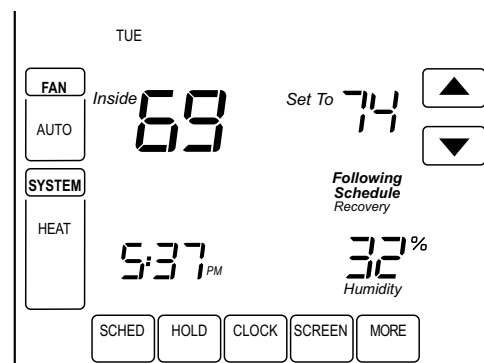 TUE
FAN
AUTO
Inside 69
Set To 74
SYSTEM
HEAT
Following
Schedule
Recovery
5:37 PM
32%
Humidity
SCHED HOLD CLOCK SCREEN MORE